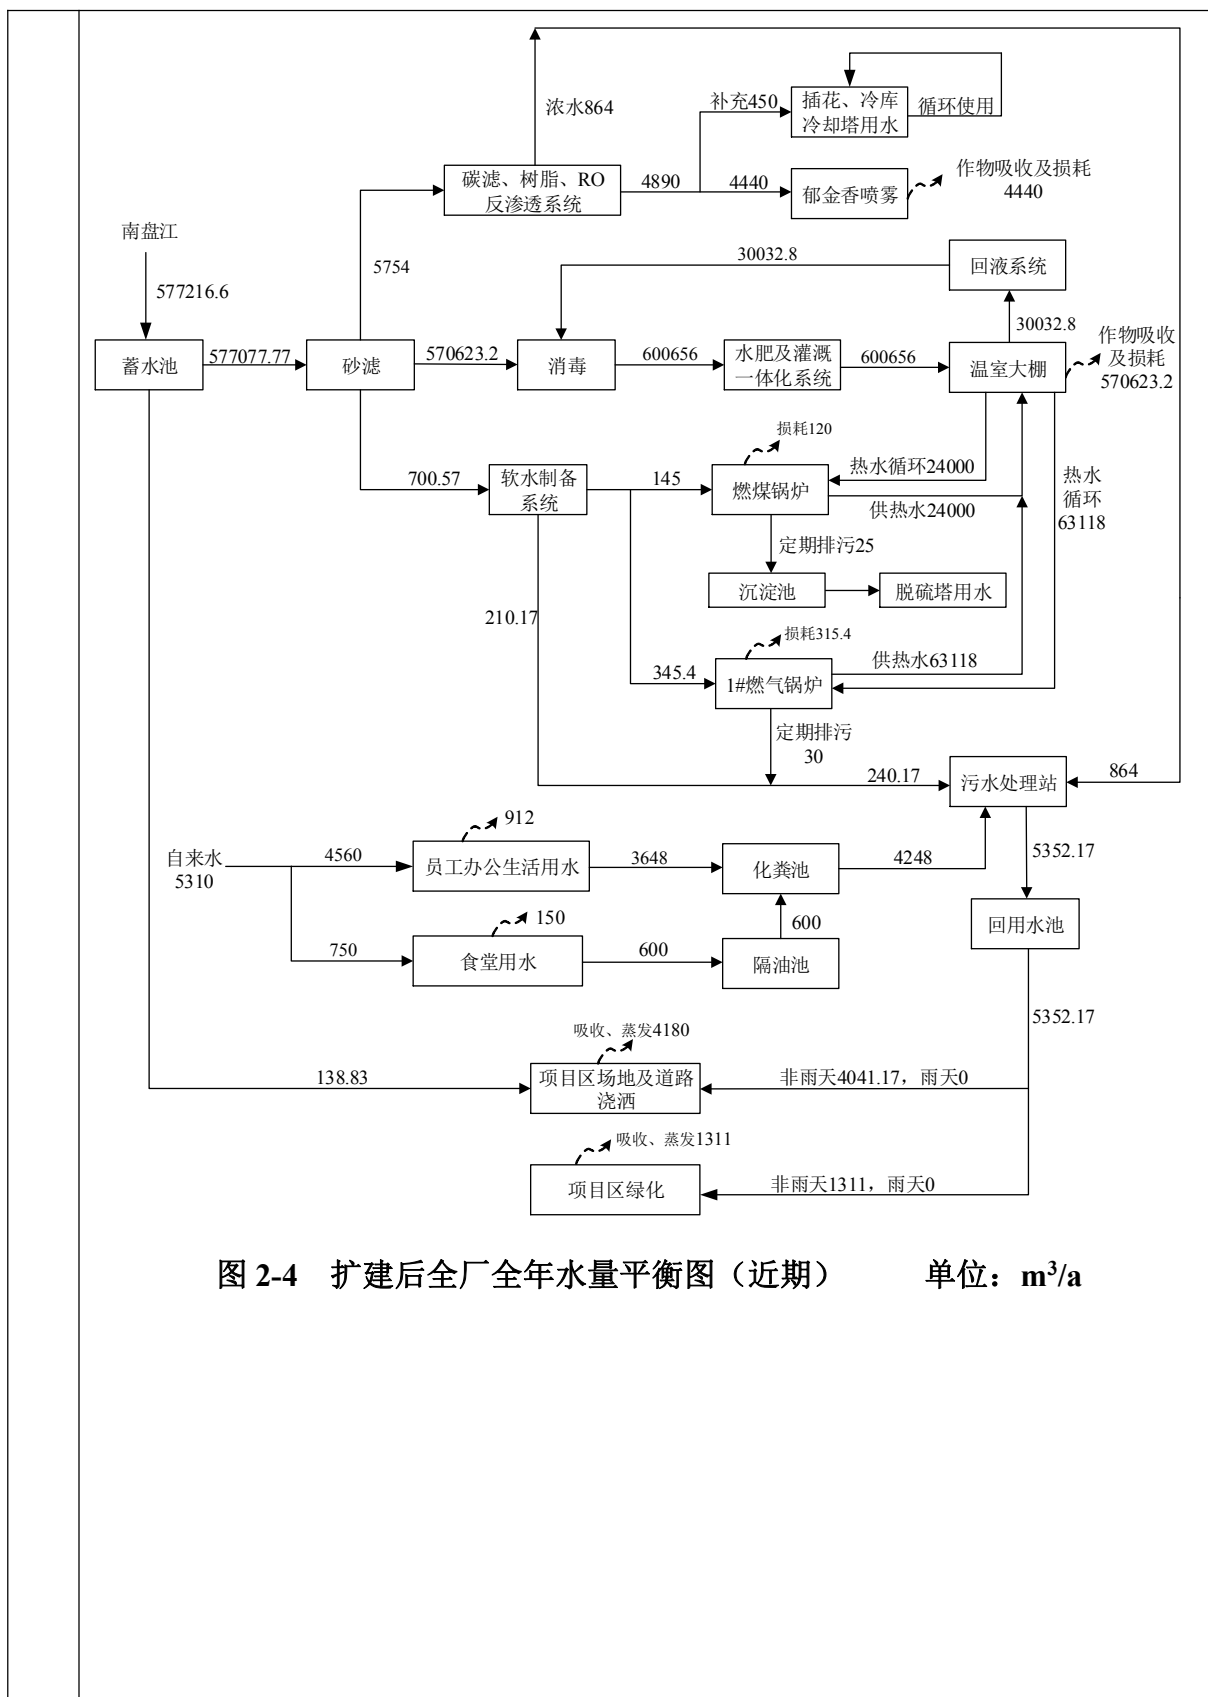 浓水864
补充450
插花、冷库
冷却塔用水
循环使用
碳滤、树脂、RO
反渗透系统
4890
4440
郁金香喷雾
作物吸收及损耗
4440
南盘江
577216.6
5754
30032.8
回液系统
30032.8
蓄水池
577077.77
砂滤
570623.2
消毒
600656
水肥及灌溉
一体化系统
600656
温室大棚
作物吸收
及损耗
570623.2
损耗120
700.57
软水制备
系统
145
燃煤锅炉
热水循环24000
供热水24000
热水
循环
63118
定期排污25
沉淀池
脱硫塔用水
210.17
损耗315.4
345.4
1#燃气锅炉
供热水63118
定期排污
30
240.17
污水处理站
864
912
自来水
5310
4560
员工办公生活用水
3648
化粪池
4248
5352.17
150
600
回用水池
750
食堂用水
600
隔油池
5352.17
吸收、蒸发4180
138.83
项目区场地及道路
浇洒
非雨天4041.17，雨天0
吸收、蒸发1311
项目区绿化
非雨天1311，雨天0
图 2-4 扩建后全厂全年水量平衡图（近期） 单位：m³/a